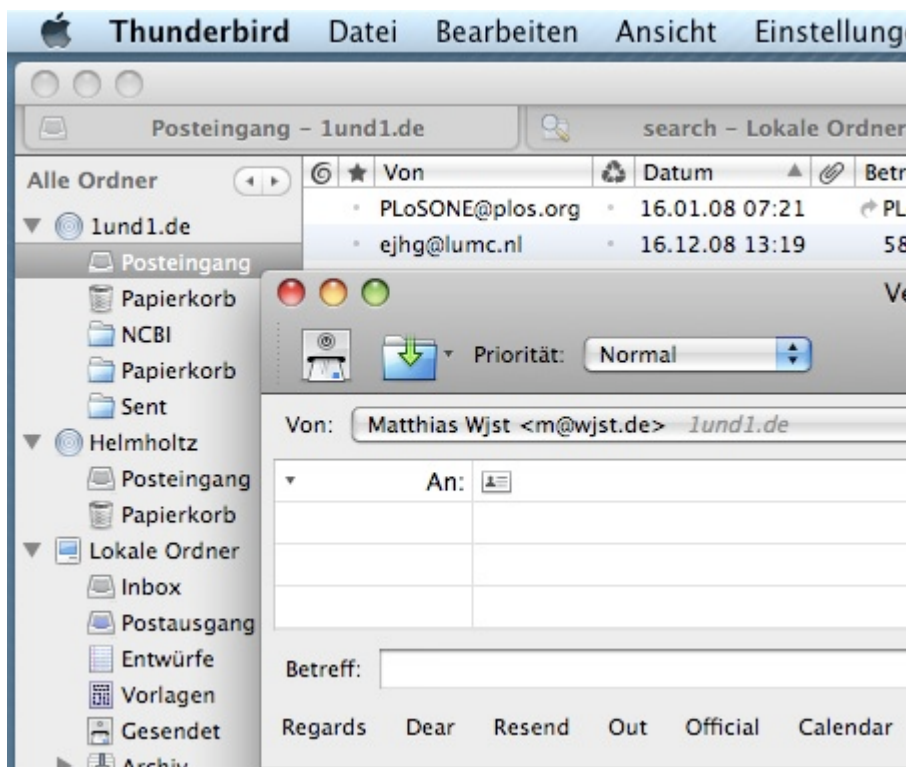 Thunderbird Datei Bearbeiten Ansicht Einstellung
Posteingang – 1und1.de
search – Lokale Ordner
Alle Ordner
Von Datum Betr
PLoSONE@plos.org 16.01.08 07:21 PL
ejhg@lumc.nl 16.12.08 13:19 58
1und1.de
Posteingang
Papierkorb
NCBI
Papierkorb
Sent
Helmholtz
Posteingang
Papierkorb
Lokale Ordner
Inbox
Postausgang
Entwürfe
Vorlagen
Gesendet
Archiv
Ve
Priorität: Normal
Von: Matthias Wjst <m@wjst.de> 1und1.de
An:
Betreff:
Regards Dear Resend Out Official Calendar